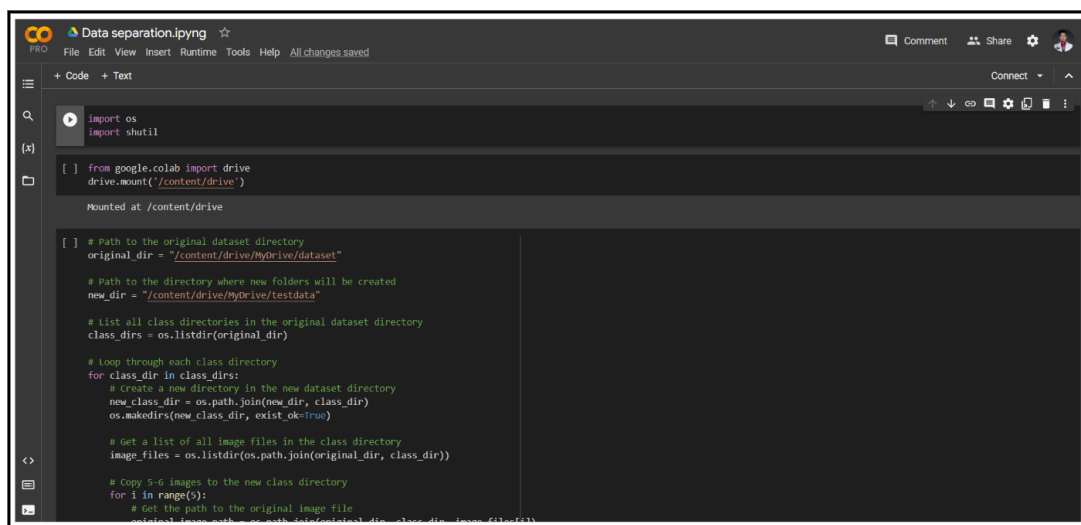 CO
PRO
Data separation.ipyng
File Edit View Insert Runtime Tools Help All changes saved
Comment
Share
+ Code + Text
Connect
import os
import shutil
{x}
[ ] from google.colab import drive
drive.mount('/content/drive')
Mounted at /content/drive
[ ] # Path to the original dataset directory
original_dir = "/content/drive/MyDrive/dataset"
# Path to the directory where new folders will be created
new_dir = "/content/drive/MyDrive/testdata"
# List all class directories in the original dataset directory
class_dirs = os.listdir(original_dir)
# Loop through each class directory
for class_dir in class_dirs:
# Create a new directory in the new dataset directory
new_class_dir = os.path.join(new_dir, class_dir)
os.makedirs(new_class_dir, exist_ok=True)
# Get a list of all image files in the class directory
image_files = os.listdir(os.path.join(original_dir, class_dir))
# Copy 5-6 images to the new class directory
for i in range(5):
# Get the path to the original image file
original_image_path = os.path.join(original_dir, class_dir, image_files[i])